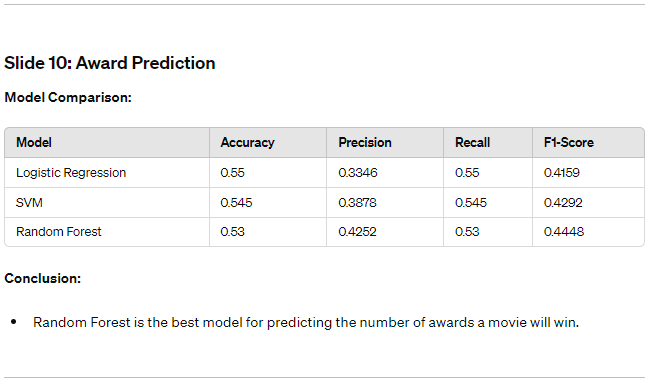 Slide 10: Award Prediction
Model Comparison:
Model Accuracy Precision Recall F1-Score
Logistic Regression 0.55 0.3346 0.55 0.4159
SVM 0.545 0.3878 0.545 0.4292
Random Forest 0.53 0.4252 0.53 0.4448
Conclusion:
• Random Forest is the best model for predicting the number of awards a movie will win.